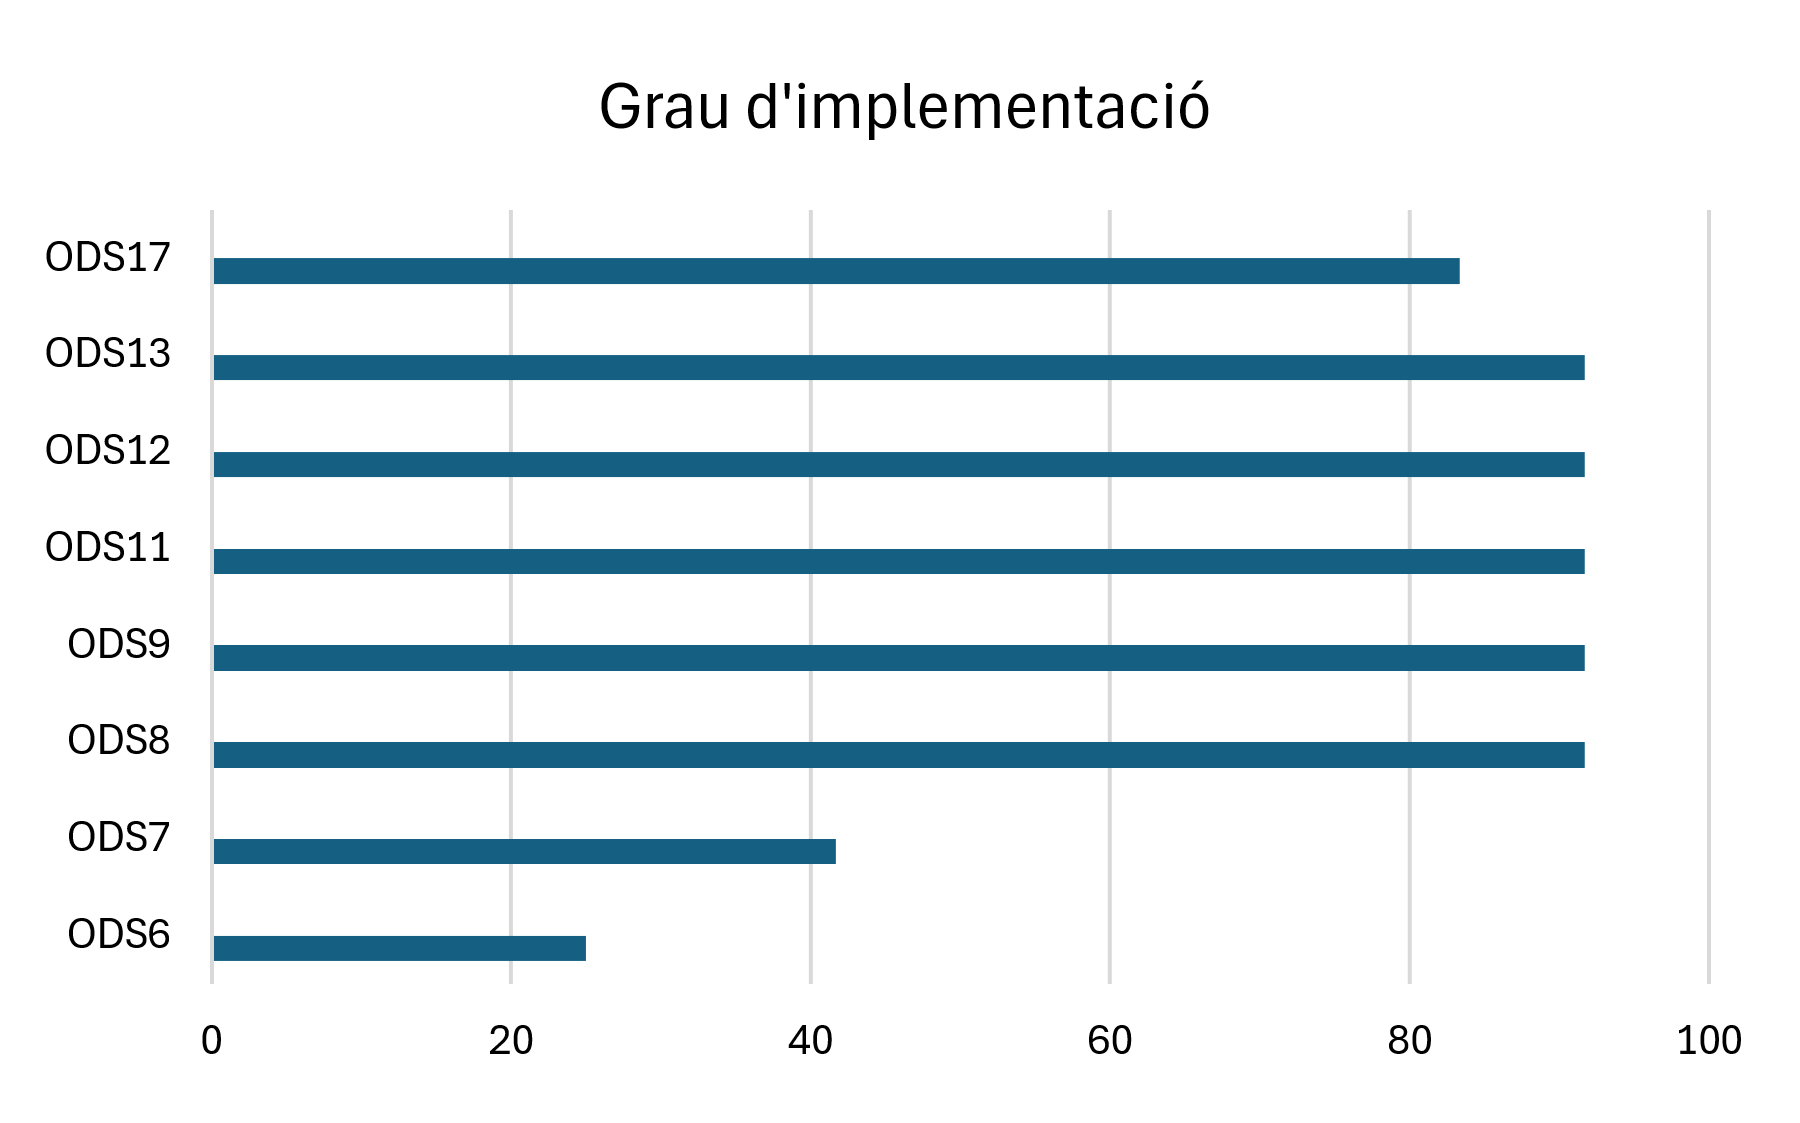 Grau d'implementació
ODS17
ODS13
ODS12
ODS11
ODS9
ODS8
ODS7
ODS6
0 20 40 60 80 100